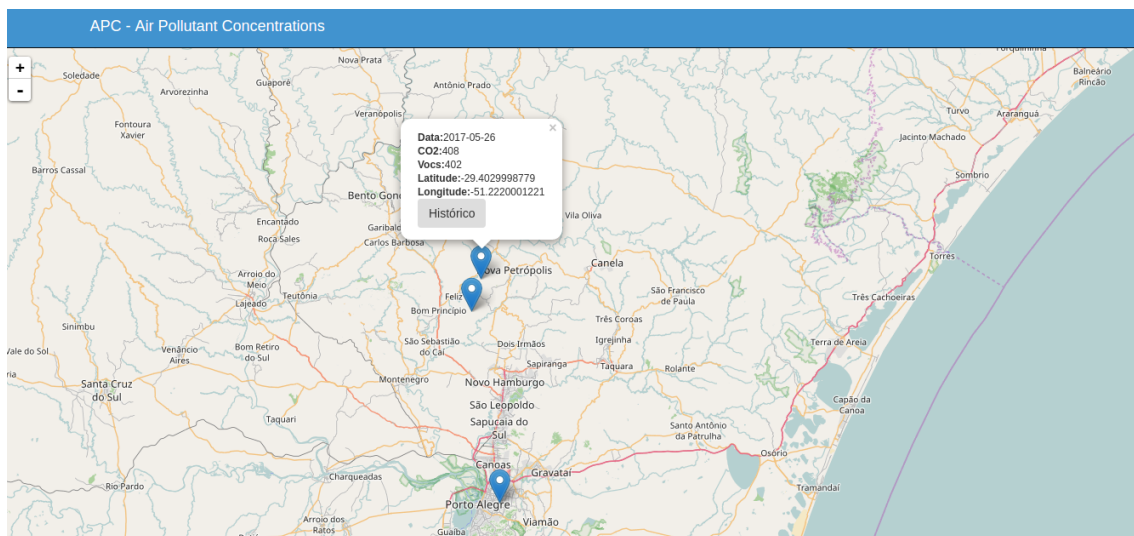 APC - Air Pollutant Concentrations
+
-
Soledade
Arvorezinha
Guaporé
Nova Prata
Antônio Prado
Veranópolis
Fontoura
Xavier
Barros Cassal
Turvo
Araranguá
Balneário
Rincão
Jacinto Machado
Sombrio
×
Data:2017-05-26
CO2:408
Vocs:402
Latitude:-29.4029998779
Longitude:-51.2220001221
Histórico
Bento Gon
Encantado
Roca Sales
Garibald
Carlos Barbosa
Vila Oliva
Torres
Arroio do
Meio
Lajeado
Teutônia
Nova Petrópolis
Canela
Feliz
Bom Princípio
São Francisco
de Paula
Três Cachoeiras
Sinimbu
Três Coroas
Igrejinha
Vale do Sol
Venâncio
Aires
Bom Retiro
do Sul
São Sebastião
do Caí
Dois Irmãos
Terra de Areia
Sapiranga
Taquara
Rolante
Santa Cruz
do Sul
Montenegro
Novo Hamburgo
Capão da
Canoa
São Leopoldo
Sapucaia do
Sul
Taquari
Santo Antônio
da Patrulha
Osório
Canoas
Gravataí
Charqueadas
Rio Pardo
Tramandaí
Porto Alegre
Arroio dos
Ratos
Guaíba
Viamão